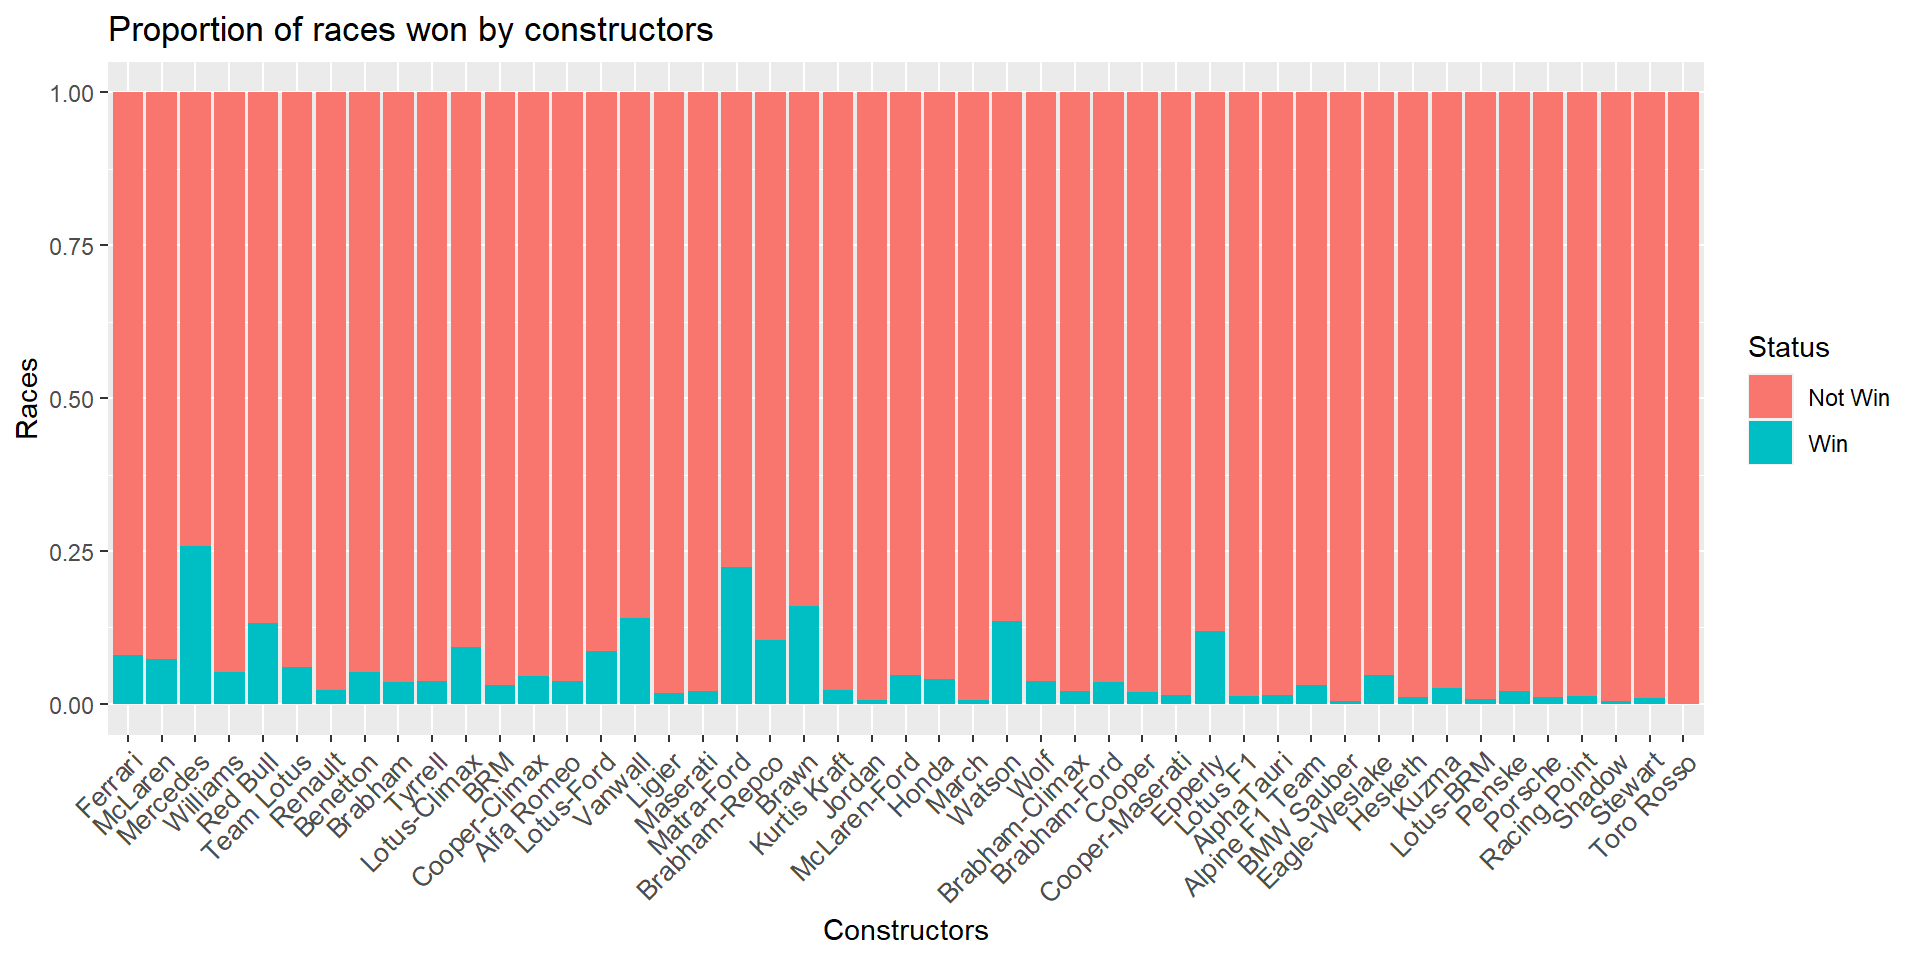 Proportion of races won by constructors
1.00
0.75
0.50
0.25
0.00
Races
Ferrari
McLaren
Mercedes
Williams
Red Bull
Team Lotus
Renault
Benetton
Brabham
Tyrrell
Lotus-Climax
BRM
Cooper-Climax
Alfa Romeo
Lotus-Ford
Vanwall
Ligier
Maserati
Matra-Ford
Brabham-Repco
Brawn
Kurtis Kraft
Jordan
McLaren-Ford
Honda
March
Watson
Wolf
Brabham-Climax
Brabham-Ford
Cooper
Cooper-Maserati
Epperly
Lotus F1
AlphaTauri
Alpine F1 Team
BMW Sauber
Eagle-Weslake
Hesketh
Kuzma
Lotus-BRM
Penske
Porsche
Racing Point
Shadow
Stewart
Toro Rosso
Constructors
Status
Not Win
Win